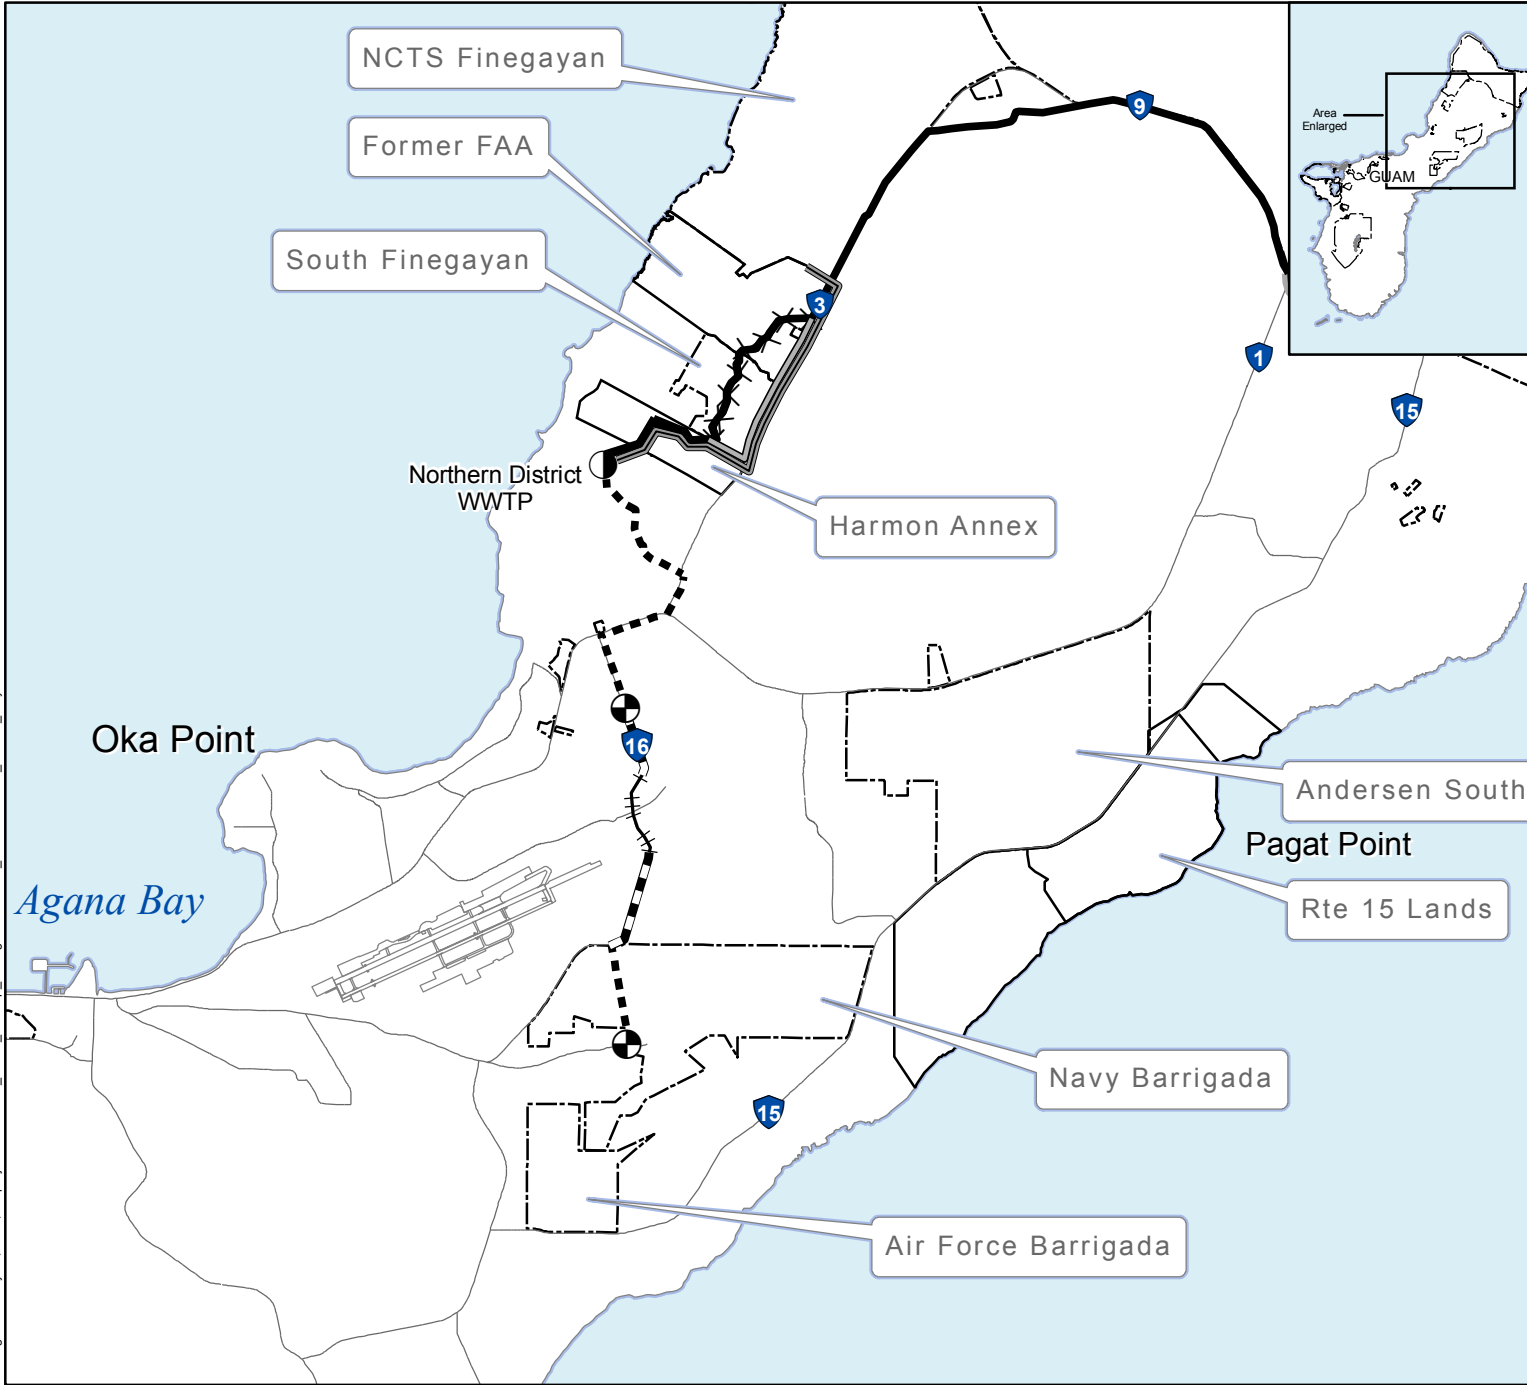 NCTS Finegayan
9
Area
Enlarged
Former FAA
GUAM
South Finegayan
3
1
15
Northern District
WWTP
Harmon Annex
Oka Point
16
Andersen South
Pagat Point
Agana Bay
Rte 15 Lands
Navy Barrigada
15
Air Force Barrigada